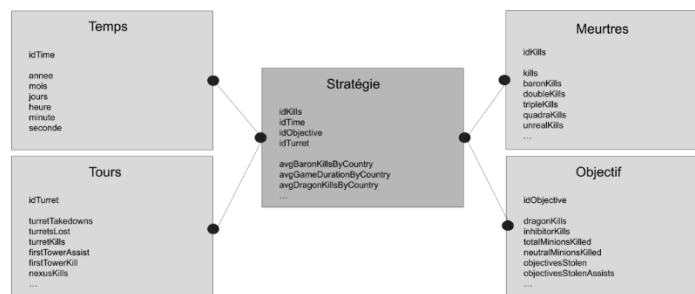 Temps
idTime
annee
mois
jours
heure
minute
seconde
Tours
idTurret
turretTakedowns
turretsLost
turretKills
firstTowerAssist
firstTowerKill
nexusKills
...
Stratégie
idKills
idTime
idObjective
idTurret
avgBaronKillsByCountry
avgGameDurationByCountry
avgDragonKillsByCountry
...
Meurtres
idKills
kills
baronKills
doubleKills
tripleKills
quadraKills
unrealKills
...
Objectif
idObjective
dragonKills
inhibitorKills
totalMinionsKilled
neutralMinionsKilled
objectivesStolen
objectivesStolenAssists
...